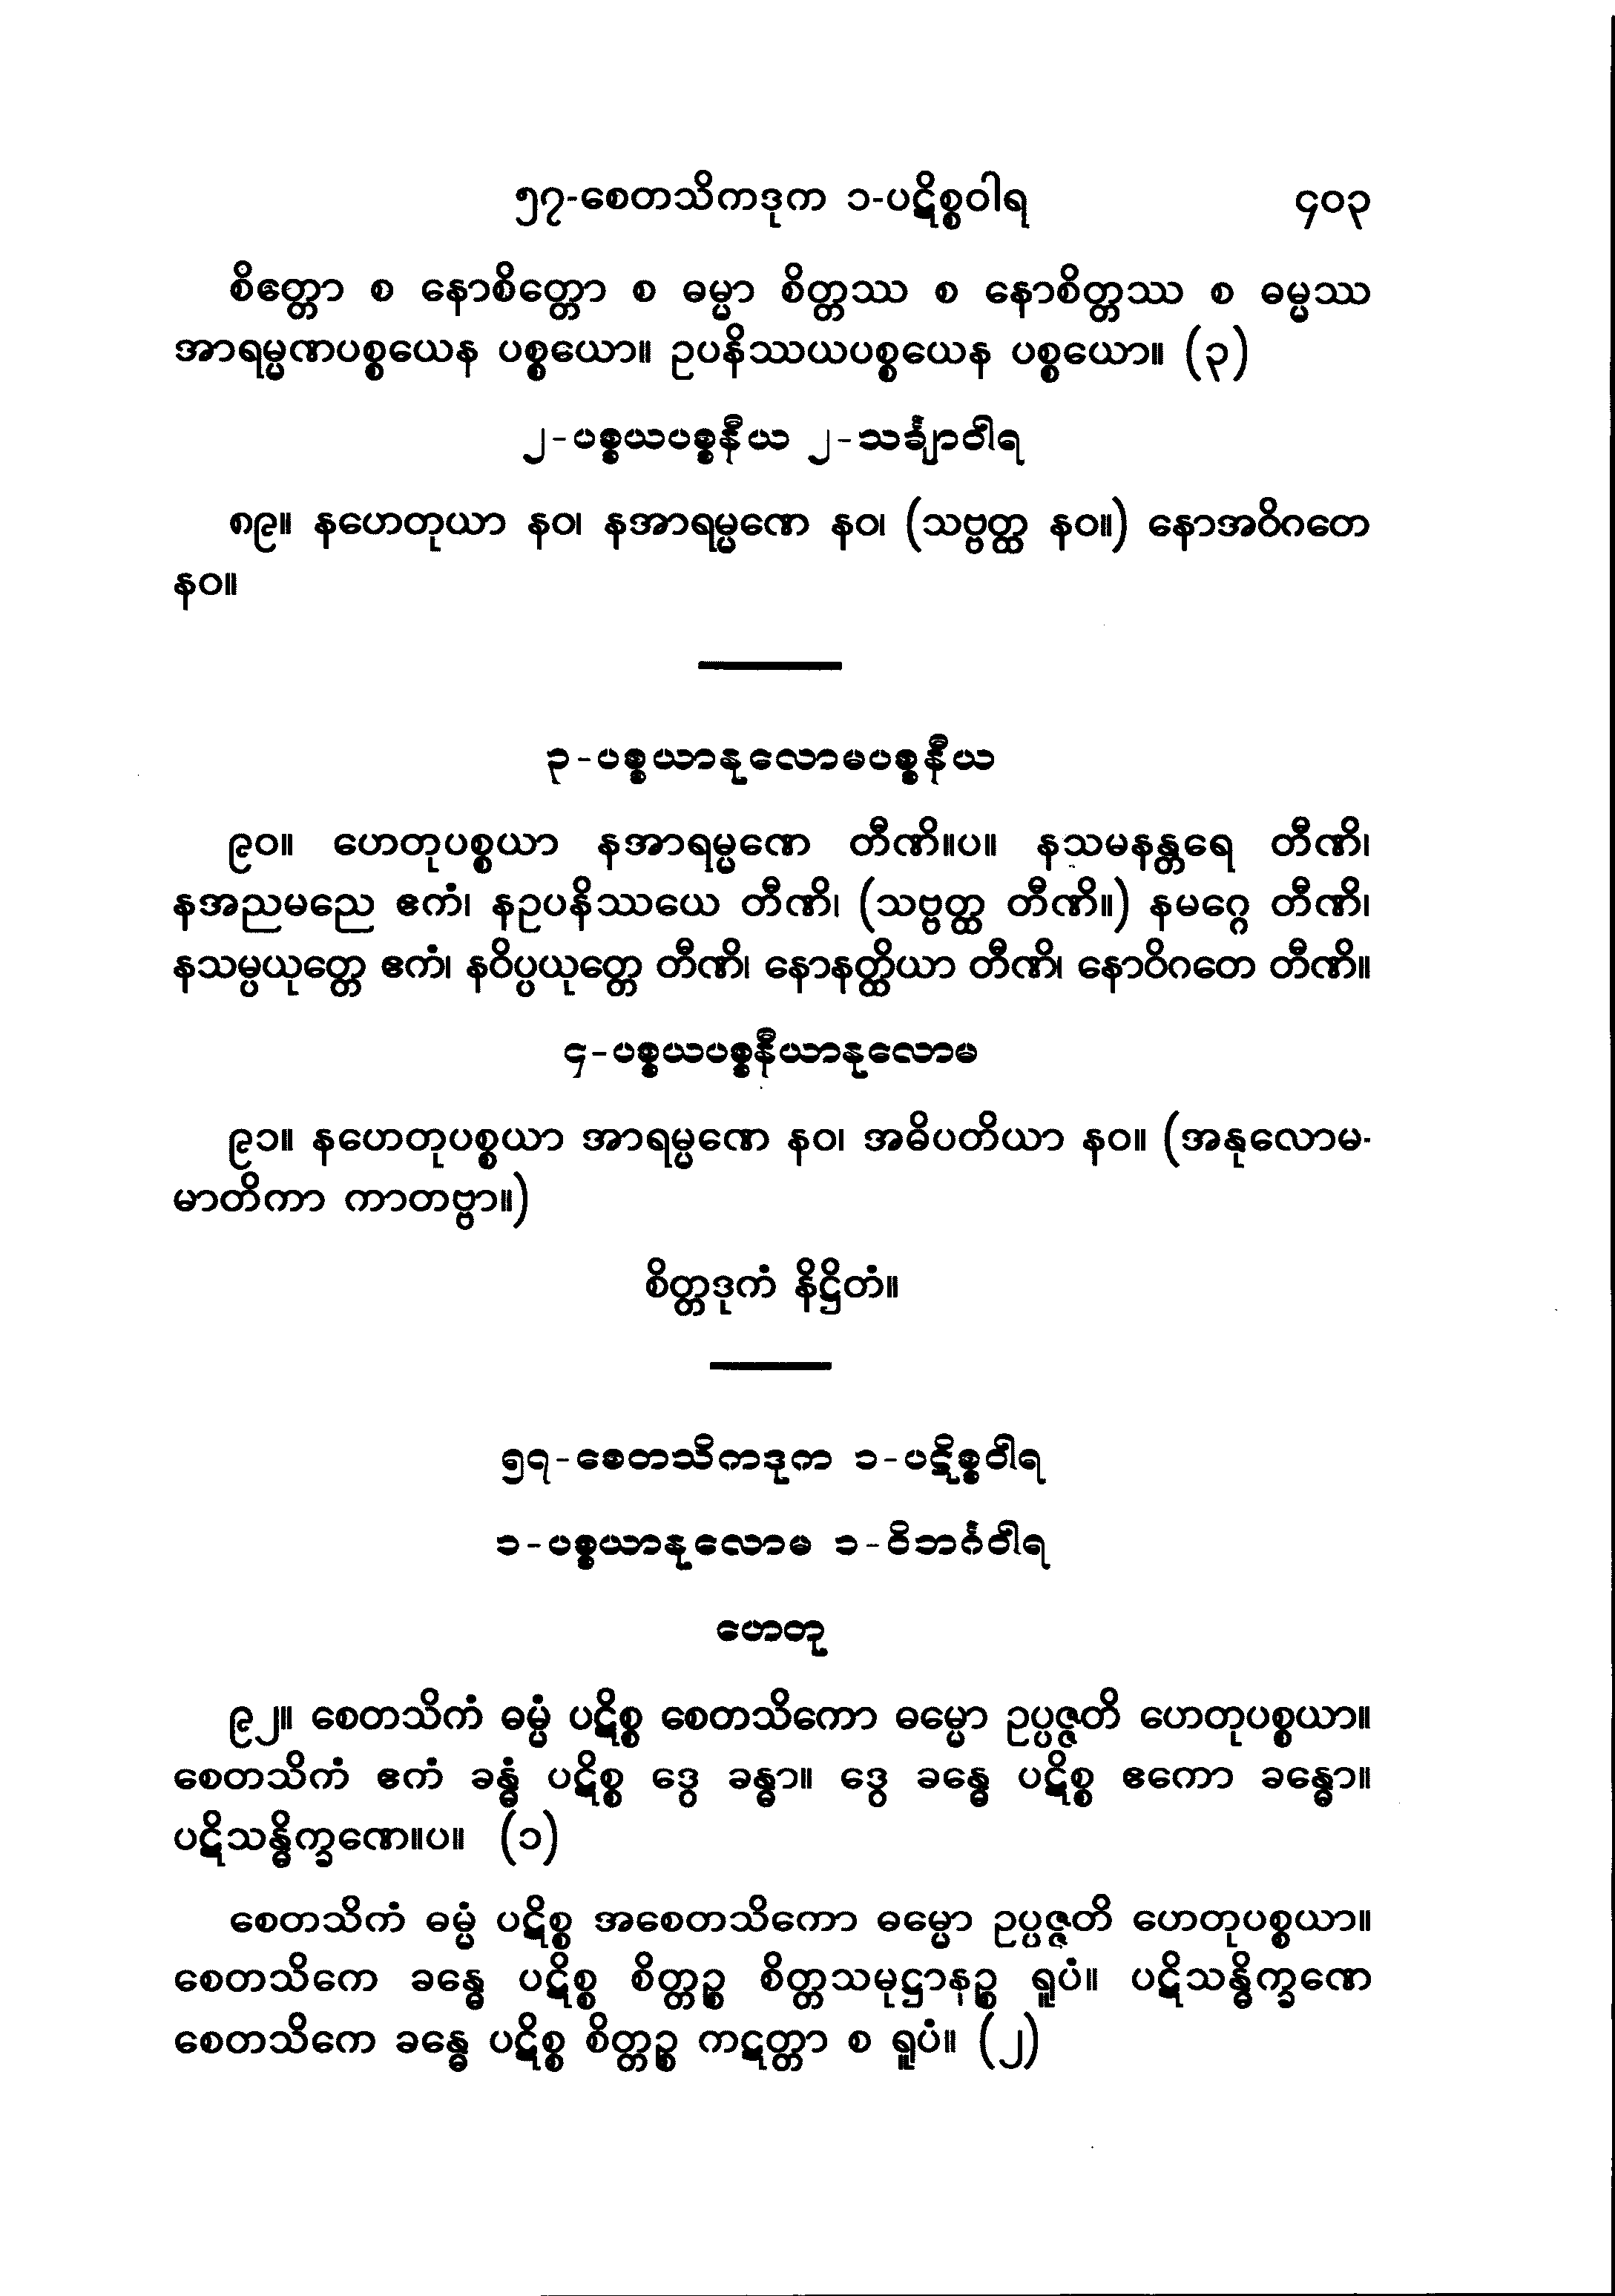 ၅၇-စေတသိကဒုက ၁-ပဋိစ္စဝါရ ၄၀၃
စိတ္တော စ နောစိတ္တော စ ဓမ္မာ စိတ္တဿ စ နောစိတ္တဿ စ ဓမ္မဿ
အာရမ္မဏပစ္စယေန ပစ္စယော။ ဥပနိဿယပစ္စယေန ပစ္စယော။ (၃)
၂-ပစ္စယပစ္စနီယ ၂-သင်္ချာဝါရ
၈၉။ နဟေတုယာ နဝ၊ နအာရမ္မဏေ နဝ၊ (သဗ္ဗတ္ထ နဝ။) နောအဝိဂတေ
နဝ။
၃-ပစ္စယာနုလောမပစ္စနီယ
၉၀။ ဟေတုပစ္စယာ နအာရမ္မဏေ တီဏိ။ပ။ နသမနန္တရေ တီဏိ၊
နအညမညေ ဧကံ၊ နဥပနိဿယေ တီဏိ၊ (သဗ္ဗတ္ထ တီဏိ။) နမဂ္ဂေ တီဏိ၊
နသမ္ပယုတ္တေ ဧကံ၊ နဝိပ္ပယုတ္တေ တီဏိ၊ နောနတ္ထိယာ တီဏိ၊ နောဝိဂတေ တီဏိ။
၄-ပစ္စယပစ္စနီယာနုလောမ
၉၁။ နဟေတုပစ္စယာ အာရမ္မဏေ နဝ၊ အဓိပတိယာ နဝ။ (အနုလောမ-
မာတိကာ ကာတဗ္ဗာ။)
စိတ္တဒုကံ နိဋ္ဌိတံ။
၅၇-စေတသိကဒုက ၁-ပဋိစ္စဝါရ
၁-ပစ္စယာနုလောမ ၁-ဝိဘင်္ဂဝါရ
ဟေတု
၉၂။ စေတသိကံ ဓမ္မံ ပဋိစ္စ စေတသိကော ဓမ္မော ဥပ္ပဇ္ဇတိ ဟေတုပစ္စယာ။
စေတသိကံ ဧကံ ခန္ဓံ ပဋိစ္စ ဒွေ ခန္ဓာ။ ဒွေ ခန္ဓေ ပဋိစ္စ ဧကော ခန္ဓော။
ပဋိသန္ဓိက္ခဏေ။ပ။ (၁)
စေတသိကံ ဓမ္မံ ပဋိစ္စ အစေတသိကော ဓမ္မော ဥပ္ပဇ္ဇတိ ဟေတုပစ္စယာ။
စေတသိကေ ခန္ဓေ ပဋိစ္စ စိတ္တဉ္စ စိတ္တသမုဋ္ဌာနဉ္စ ရူပံ။ ပဋိသန္ဓိက္ခဏေ
စေတသိကေ ခန္ဓေ ပဋိစ္စ စိတ္တဉ္စ ကဋတ္တာ စ ရူပံ။ (၂)